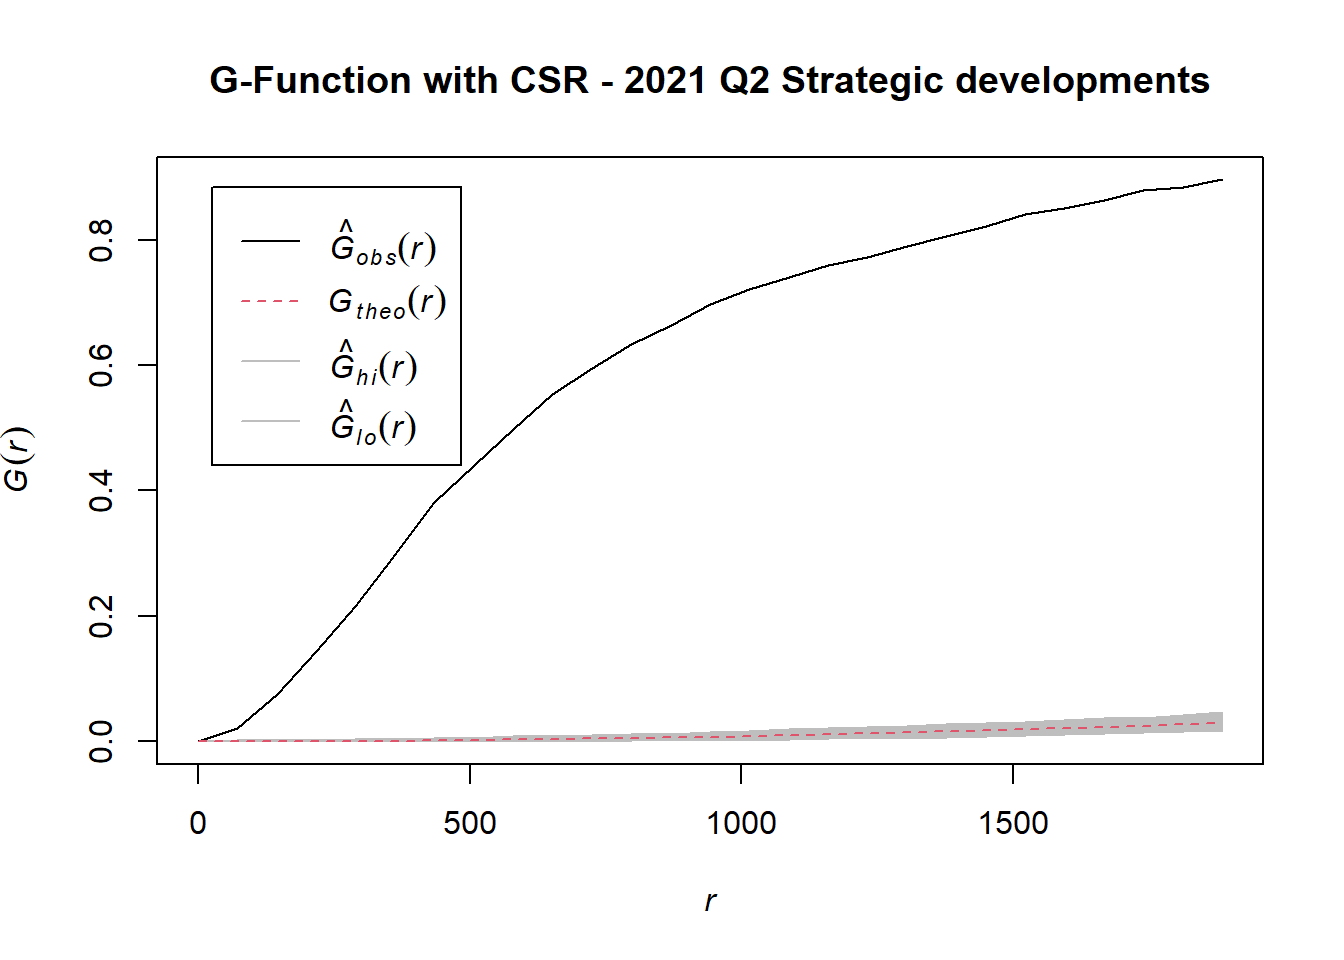 G-Function with CSR - 2021 Q2 Strategic developments
Ĝobs(r)
Gtheo(r)
Ĝhi(r)
Ĝlo(r)
G(r)
0.8
0.6
0.4
0.2
0.0
0 500 1000 1500
r